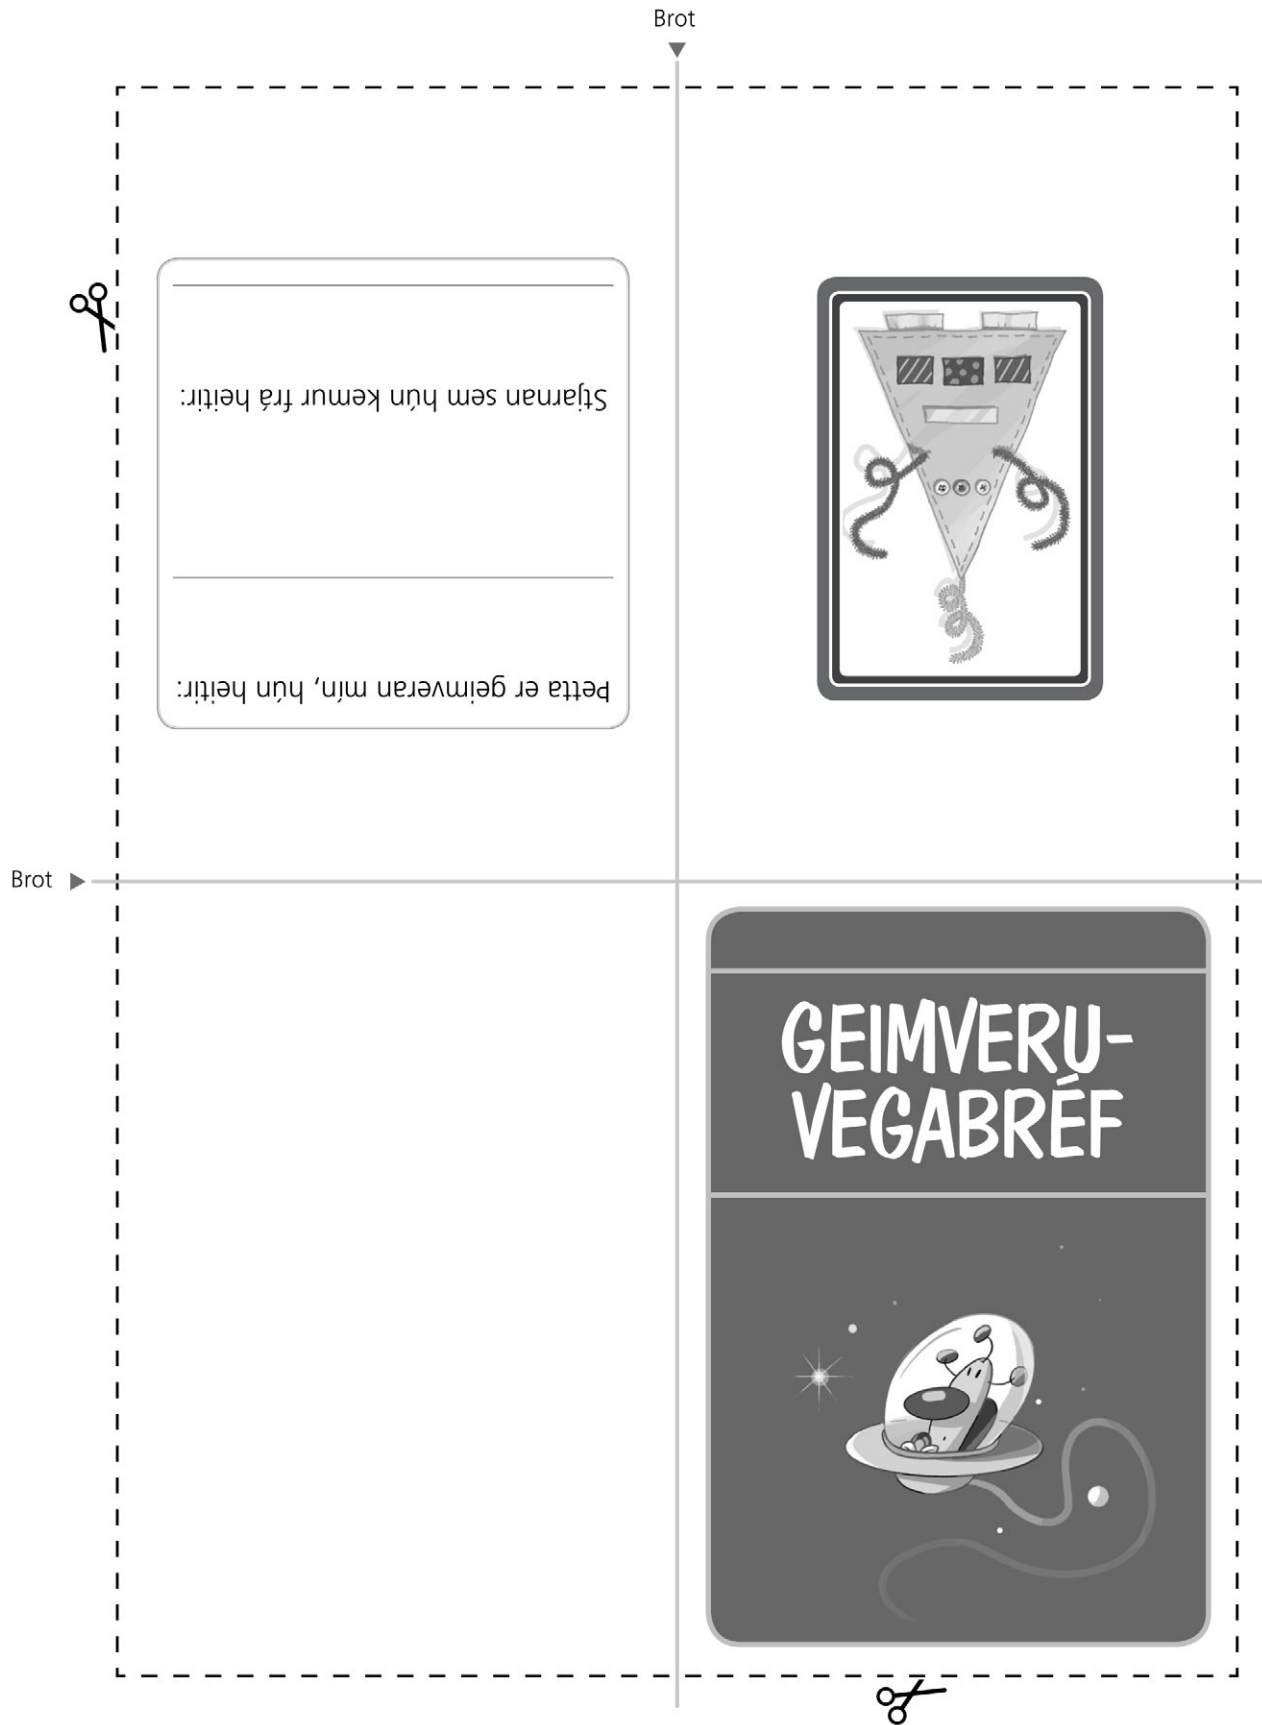 Brot
Stjarnan sem hún kemur frá heitir:
Þetta er geimveran mín, hún heitir:
Brot
GEIMVERU-
VEGABRÉF